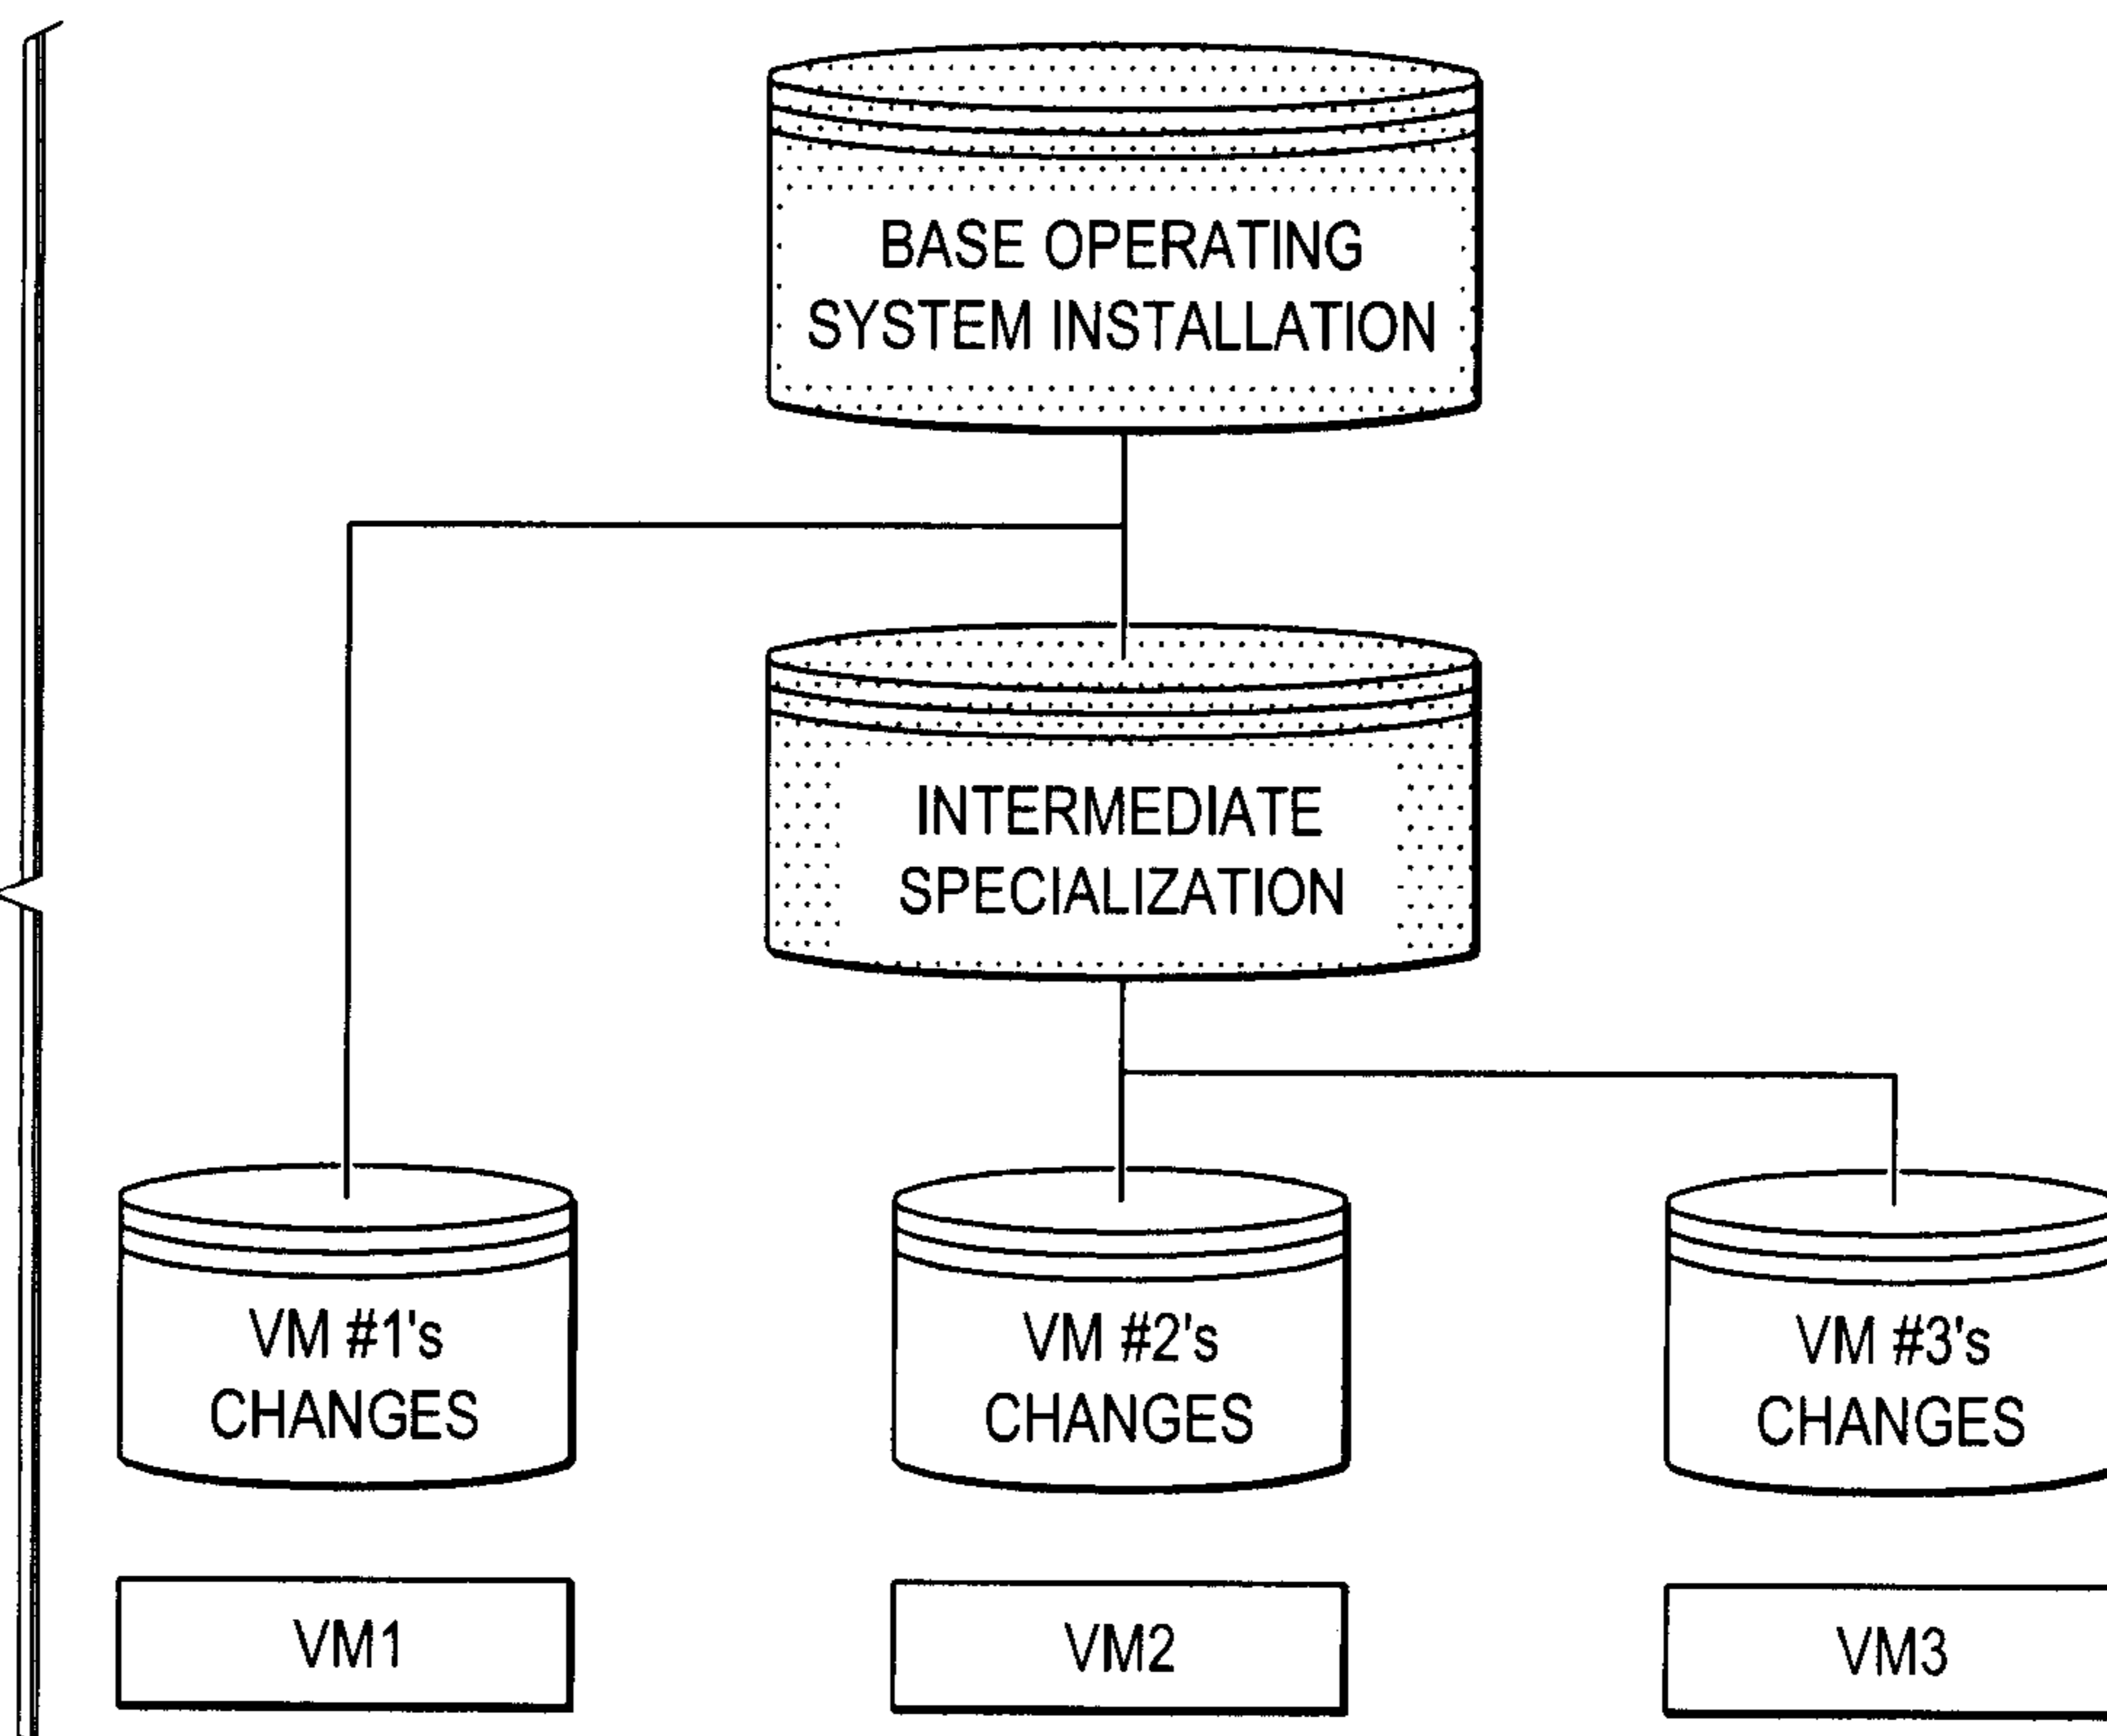 BASE OPERATING
SYSTEM INSTALLATION
INTERMEDIATE
SPECIALIZATION
VM #1's
CHANGES
VM #2's
CHANGES
VM #3's
CHANGES
VM1
VM2
VM3